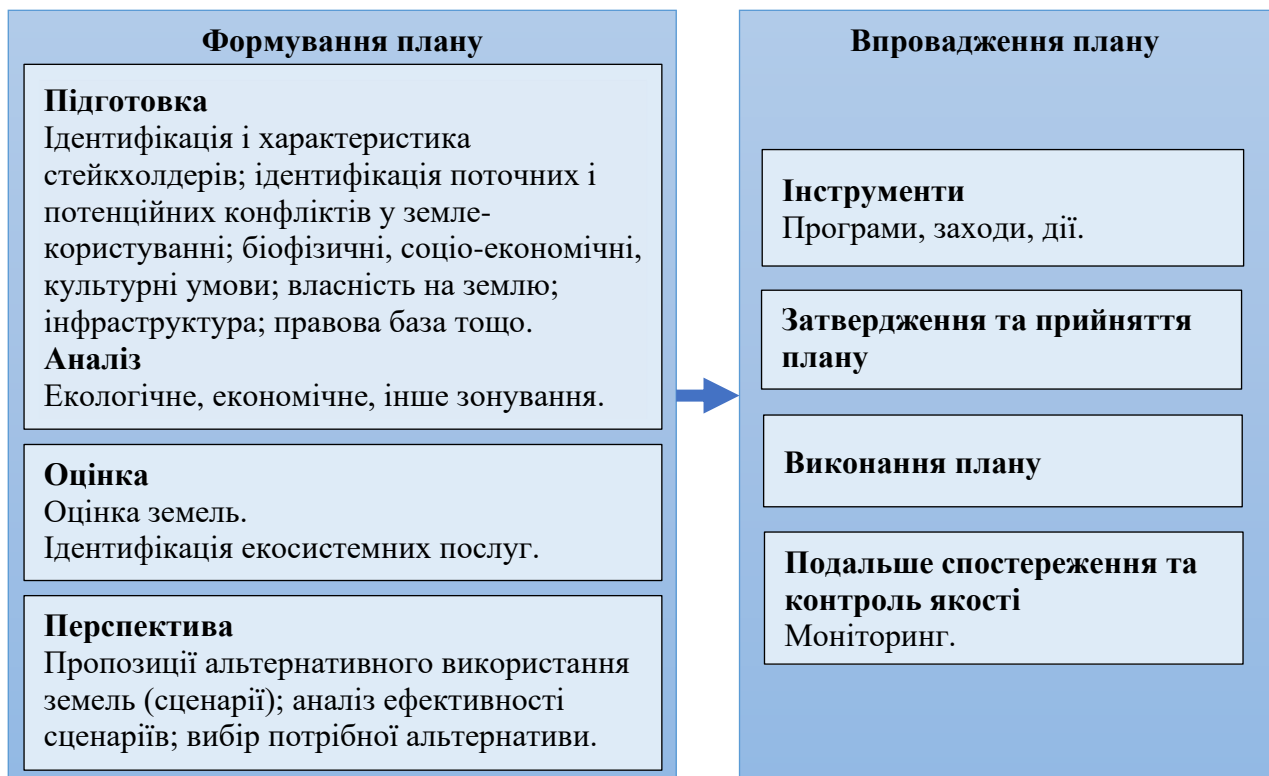 Формування плану
Підготовка
Ідентифікація і характеристика
стейкхолдерів; ідентифікація поточних і
потенційних конфліктів у земле-
користуванні; біофізичні, соціо-економічні,
культурні умови; власність на землю;
інфраструктура; правова база тощо.
Аналіз
Екологічне, економічне, інше зонування.
Оцінка
Оцінка земель.
Ідентифікація екосистемних послуг.
Перспектива
Пропозиції альтернативного використання
земель (сценарії); аналіз ефективності
сценаріїв; вибір потрібної альтернативи.
Впровадження плану
Інструменти
Програми, заходи, дії.
Затвердження та прийняття
плану
Виконання плану
Подальше спостереження та
контроль якості
Моніторинг.